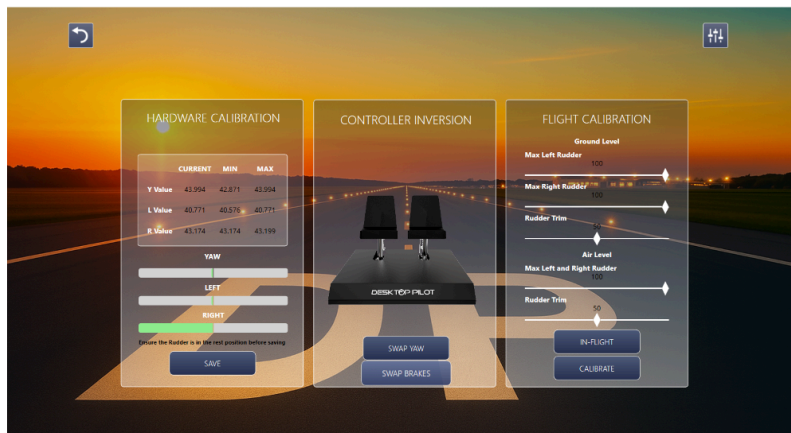 HARDWARE CALIBRATION
CURRENT MIN MAX
Y Value 43.994 42.871 43.994
L Value 40.771 40.576 40.771
R Value 43.174 43.174 43.199
YAW
LEFT
RIGHT
Ensure the Rudder is in the rest position before saving
SAVE
CONTROLLER INVERSION
DESKTOP PILOT
SWAP YAW
SWAP BRAKES
FLIGHT CALIBRATION
Ground Level
Max Left Rudder
100
Max Right Rudder
100
Rudder Trim
50
Air Level
Max Left and Right Rudder
100
Rudder Trim
50
IN-FLIGHT
CALIBRATE
DP